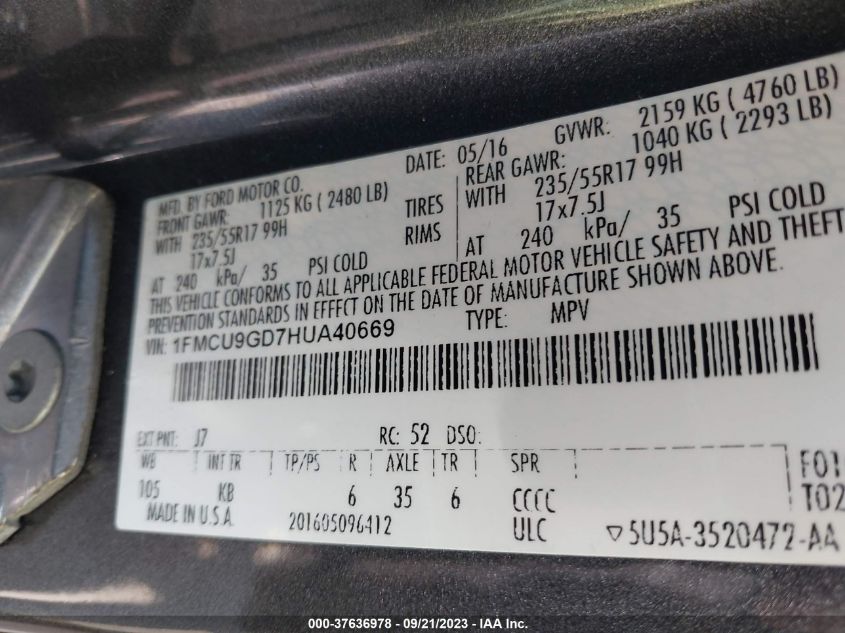 MFD. BY FORD MOTOR CO.
DATE: 05/16 GVWR: 2159 KG ( 4760 LB)
FRONT GAWR: 1125 KG ( 2480 LB)
REAR GAWR: 1040 KG ( 2293 LB)
WITH 235/55R17 99H TIRES WITH 235/55R17 99H
17x7.5J RIMS 17x7.5J
AT 240 kPa/ 35 PSI COLD AT 240 kPa/ 35 PSI COLD
THIS VEHICLE CONFORMS TO ALL APPLICABLE FEDERAL MOTOR VEHICLE SAFETY AND THEFT
PREVENTION STANDARDS IN EFFECT ON THE DATE OF MANUFACTURE SHOWN ABOVE.
VIN: 1FMCU9GD7HUA40669 TYPE: MPV
EXT PNT: J7 RC: 52 DSO:
WB INT TR TP/PS R AXLE TR SPR
105 KB 6 35 6 CCCC
MADE IN U.S.A. 201605096412 ULC 5U5A-3520472-AA
T02
000-37636978 - 09/21/2023 - IAA Inc.